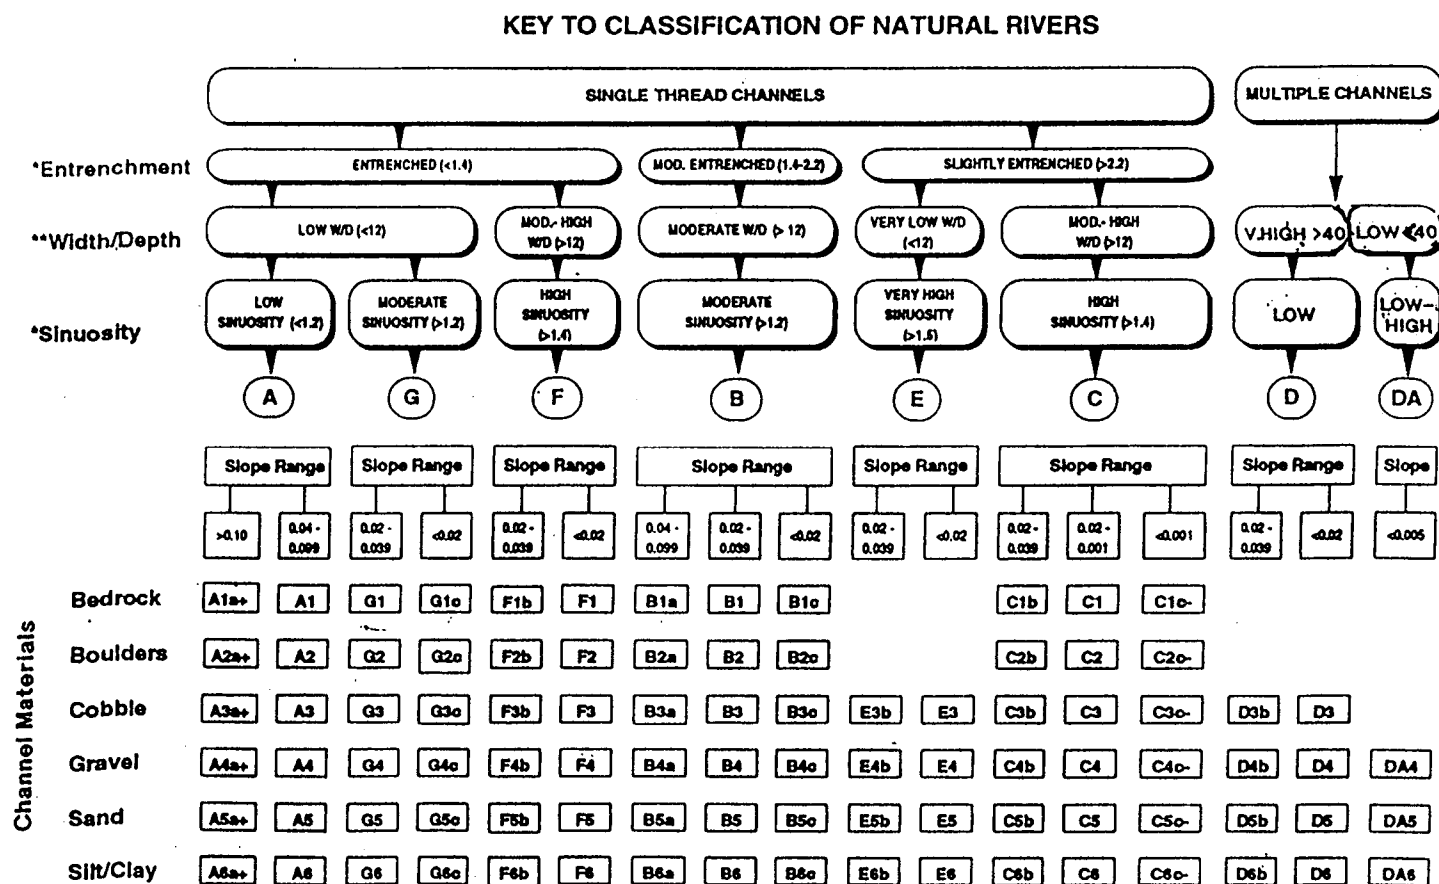 KEY TO CLASSIFICATION OF NATURAL RIVERS
SINGLE THREAD CHANNELS
MULTIPLE CHANNELS
*Entrenchment
ENTRENCHED (<1.4)
MOD. ENTRENCHED (1.4-2.2)
SLIGHTLY ENTRENCHED (>2.2)
**Width/Depth
LOW W/D (<12)
MOD.- HIGH
W/D (>12)
MODERATE W/D (> 12)
VERY LOW W/D
(<12)
MOD.- HIGH
W/D (>12)
V.HIGH >40
LOW <40
*Sinuosity
LOW
SINUOSITY (<1.2)
MODERATE
SINUOSITY (>1.2)
HIGH
SINUOSITY
(>1.4)
MODERATE
SINUOSITY (>1.2)
VERY HIGH
SINUOSITY
(>1.5)
HIGH
SINUOSITY (>1.4)
LOW
LOW-
HIGH
A G F B E C D DA
Slope Range Slope Range Slope Range Slope Range Slope Range Slope Range Slope Range Slope
>0.10
0.04 -
0.099
0.02 -
0.039
<0.02
0.02 -
0.039
<0.02
0.04 -
0.099
0.02 -
0.039
<0.02
0.02 -
0.039
<0.02
0.02 -
0.039
0.02 -
0.001
<0.001
0.02 -
0.039
<0.02
<0.005
Channel Materials
Bedrock A1a+ A1 G1 G1c F1b F1 B1a B1 B1c C1b C1 C1c-
Boulders A2a+ A2 G2 G2c F2b F2 B2a B2 B2c C2b C2 C2c-
Cobble A3a+ A3 G3 G3c F3b F3 B3a B3 B3c E3b E3 C3b C3 C3c- D3b D3
Gravel A4a+ A4 G4 G4c F4b F4 B4a B4 B4c E4b E4 C4b C4 C4c- D4b D4 DA4
Sand A5a+ A5 G5 G5c F5b F5 B5a B5 B5c E5b E5 C5b C5 C5c- D5b D5 DA5
Silt/Clay A6a+ A6 G6 G6c F6b F6 B6a B6 B6c E6b E6 C6b C6 C6c- D6b D6 DA6